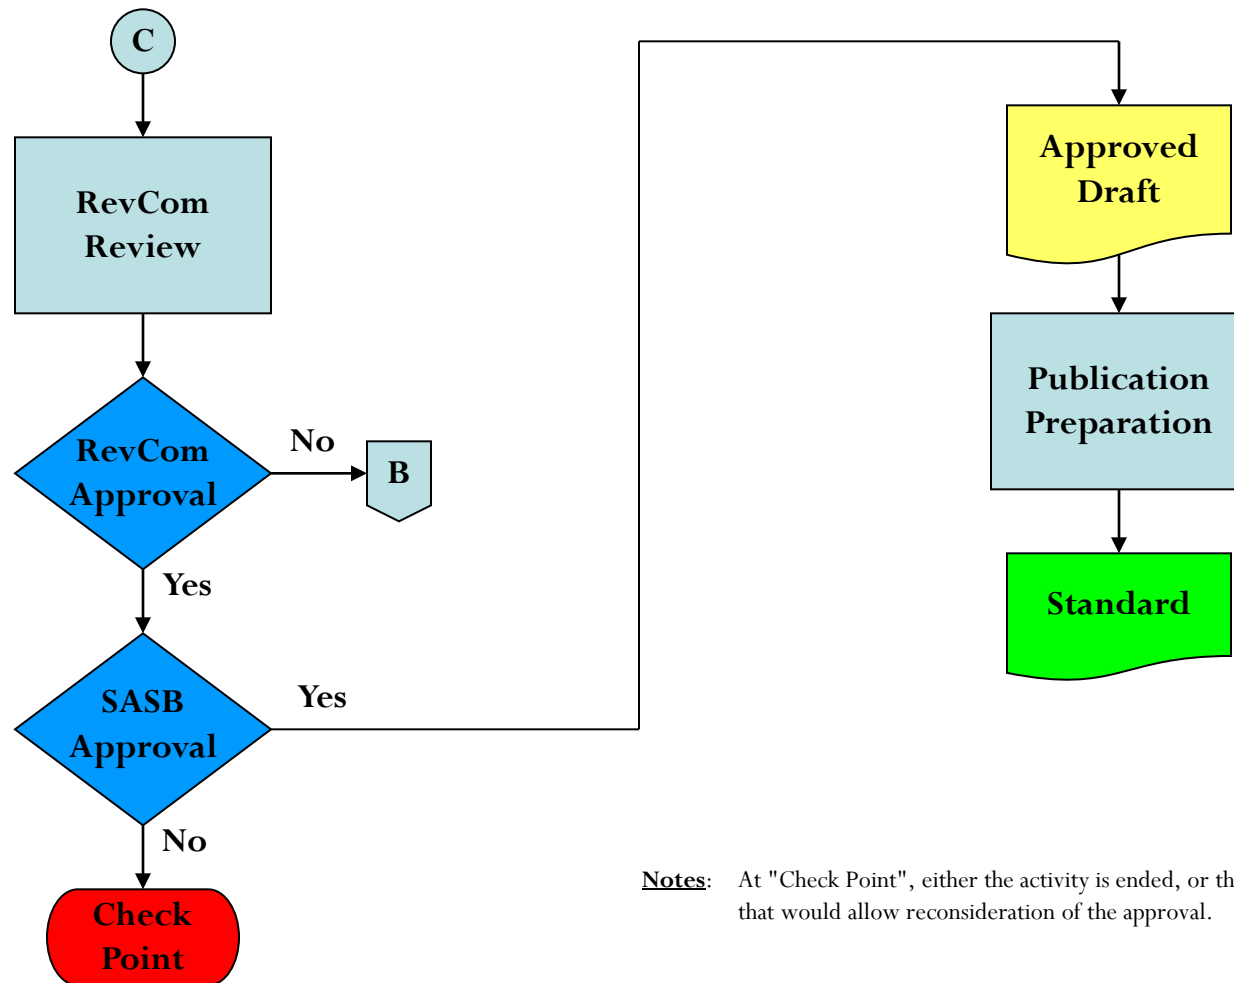 C
RevCom
Review
RevCom
Approval
No
B
Yes
SASB
Approval
Yes
No
Check
Point
Approved
Draft
Publication
Preparation
Standard
Notes: At "Check Point", either the activity is ended, or th
that would allow reconsideration of the approval.